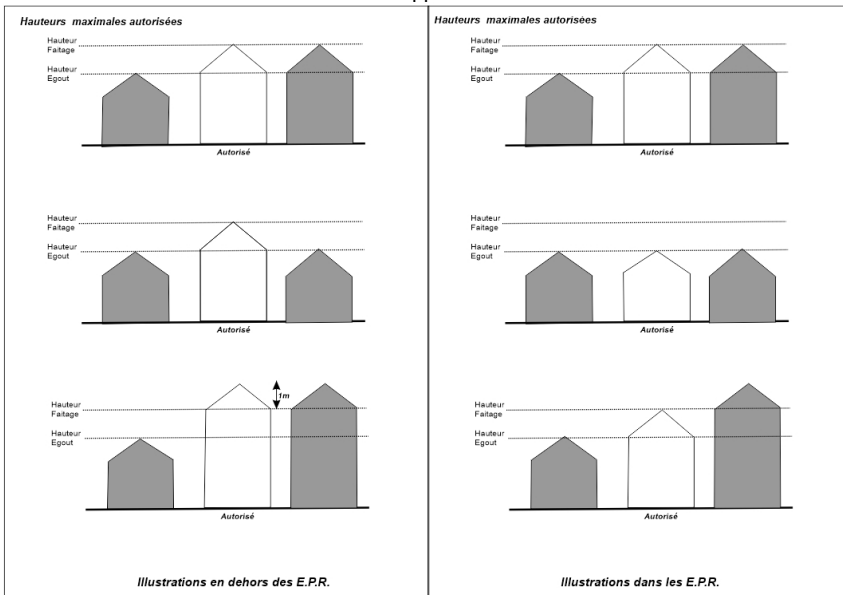 Hauteurs maximales autorisées
Hauteur
Faitage
Hauteur
Egout
Autorisé
Hauteur
Faitage
Hauteur
Egout
Autorisé
1m
Hauteur
Faitage
Hauteur
Egout
Autorisé
Illustrations en dehors des E.P.R.
Hauteurs maximales autorisées
Hauteur
Faitage
Hauteur
Egout
Autorisé
Hauteur
Faitage
Hauteur
Egout
Autorisé
Hauteur
Faitage
Hauteur
Egout
Autorisé
Illustrations dans les E.P.R.